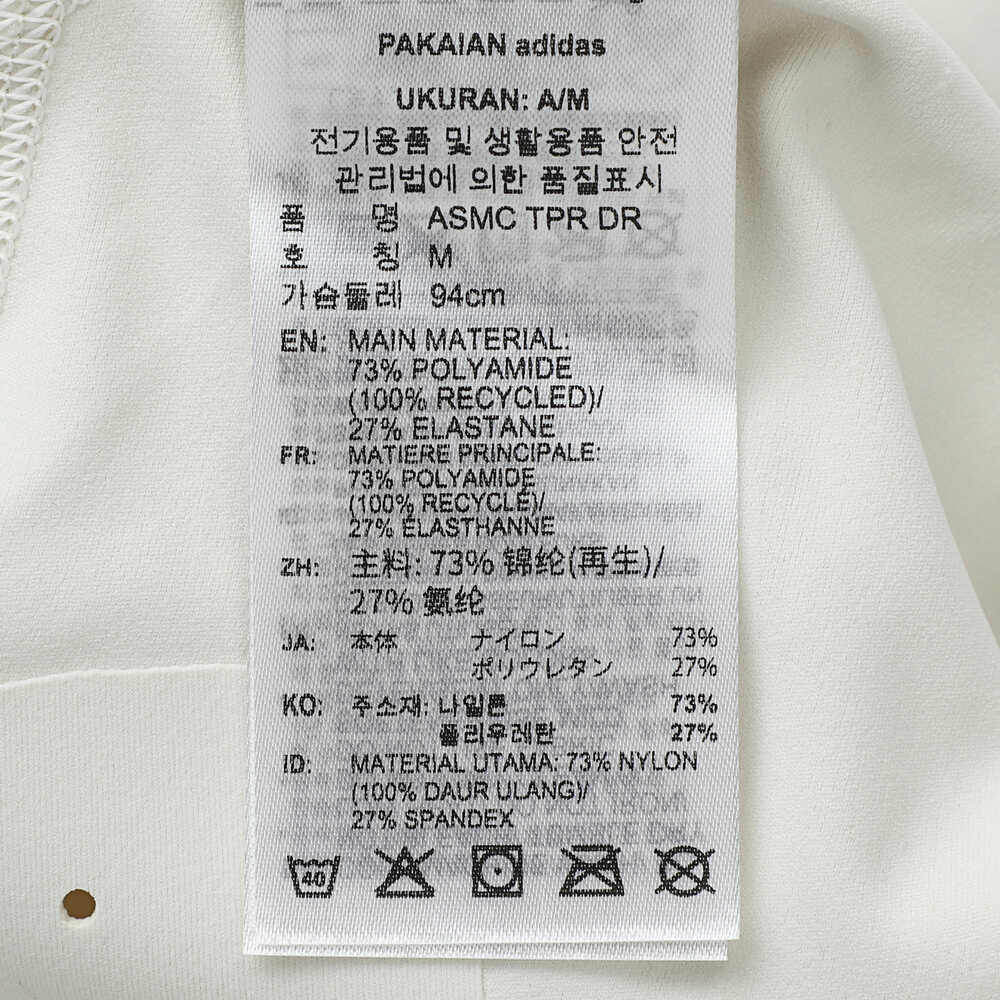 PAKAIAN adidas
UKURAN: A/M
전기용품 및 생활용품 안전
관리법에 의한 품질표시
품 명 ASMC TPR DR
호 칭 M
가슴둘레 94cm
EN: MAIN MATERIAL:
73% POLYAMIDE
(100% RECYCLED)/
27% ELASTANE
FR: MATIERE PRINCIPALE:
73% POLYAMIDE
(100% RECYCLÉ)/
27% ÉLASTHANNE
ZH: 主料: 73% 锦纶(再生)/
27% 氨纶
JA: 本体 ナイロン 73%
ポリウレタン 27%
KO: 주소재: 나일론 73%
폴리우레탄 27%
ID: MATERIAL UTAMA: 73% NYLON
(100% DAUR ULANG)/
27% SPANDEX
40